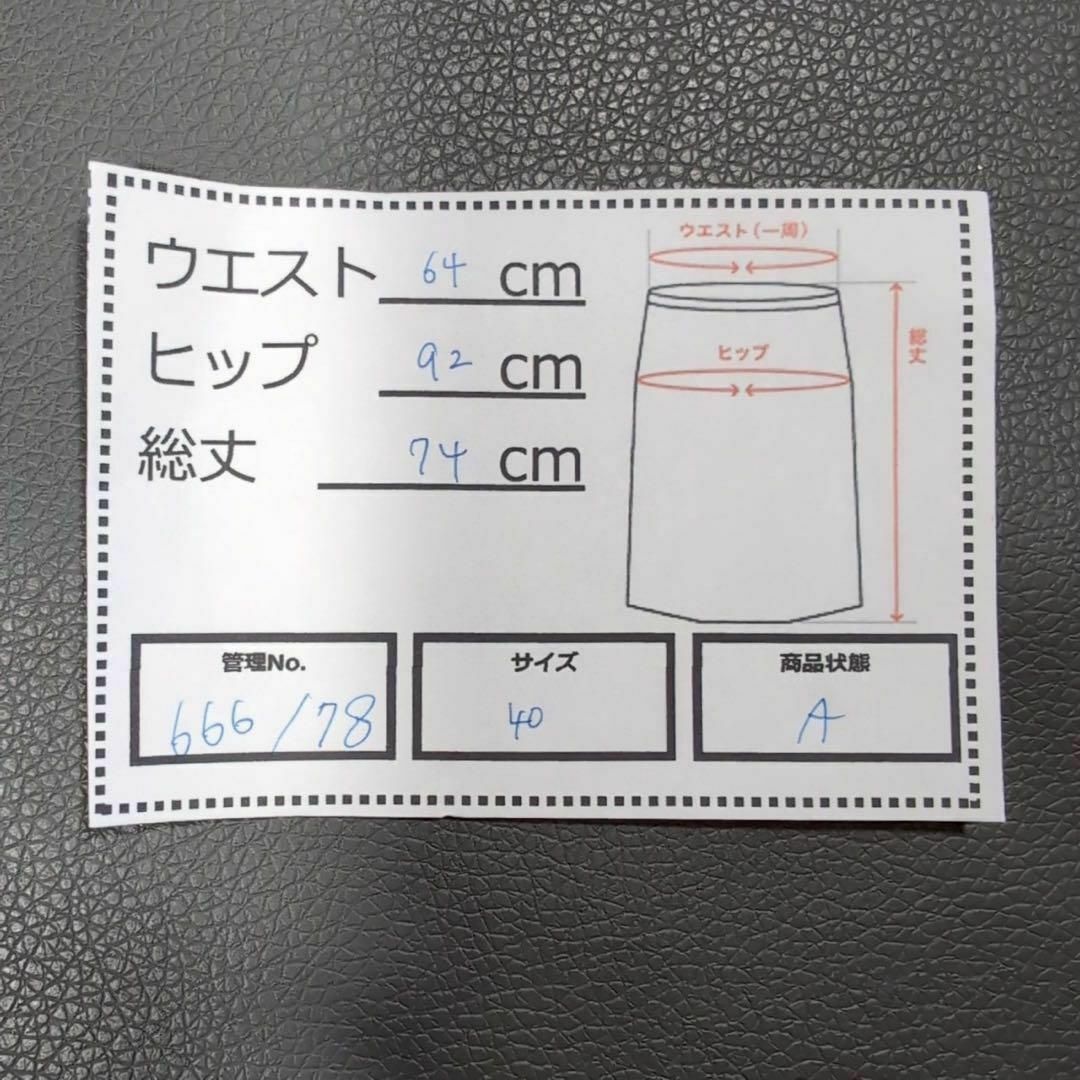 ウエスト 64 cm
ヒップ 92 cm
総丈 74 cm
ウエスト(一周)
ヒップ
総丈
管理No.
666/78
サイズ
40
商品状態
A